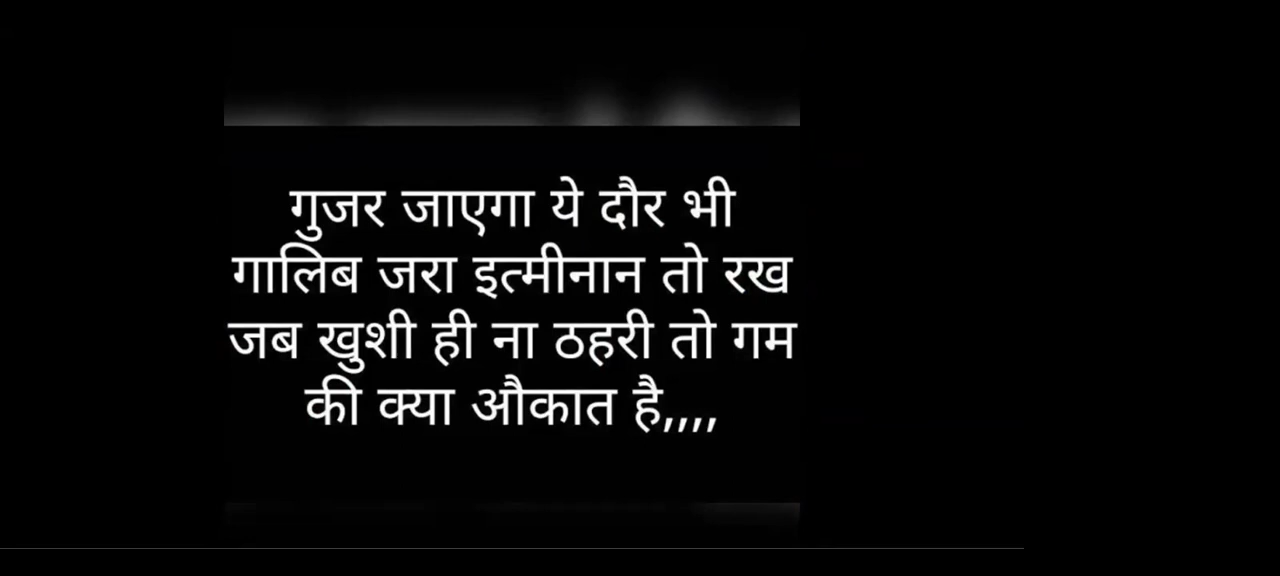 गुजर जाएगा ये दौर भी
गालिब जरा इत्मीनान तो रख
जब खुशी ही ना ठहरी तो गम
की क्या औकात है,,,,